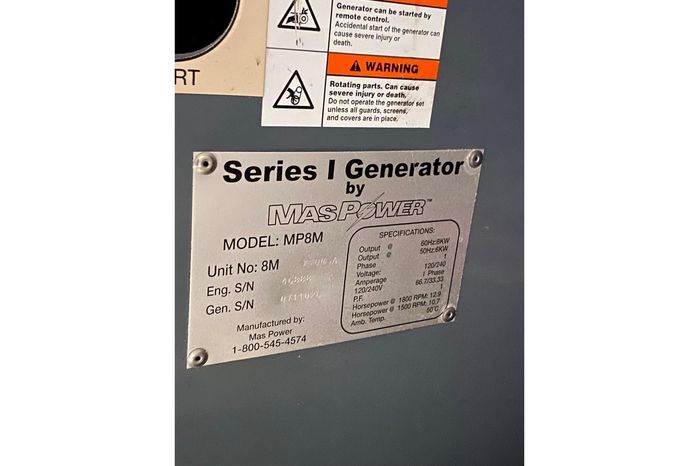 Generator can be started by
remote control.
Accidental start of the generator can
cause severe injury or
death.
RT
WARNING
Rotating parts. Can cause
severe injury or death.
Do not operate the generator set
unless all guards, screens,
and covers are in place.
Series I Generator
by
MASPOWER™
MODEL: MP8M
Unit No: 8M
Eng. S/N
Gen. S/N
Manufactured by:
Mas Power
1-800-545-4574
SPECIFICATIONS:
Output @ 60Hz:8KW
Output @ 50Hz:6KW
Phase 1
Voltage: 120/240
Amperage I Phase
120/240V 66.7/33.33
P.F. 1
Horsepower @ 1800 RPM: 12.9
Horsepower @ 1500 RPM: 10.7
Amb. Temp. 50°C